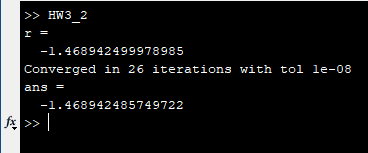 >> HW3_2
r =
-1.468942499978985
Converged in 26 iterations with tol 1e-08
ans =
-1.468942485749722
fx >>